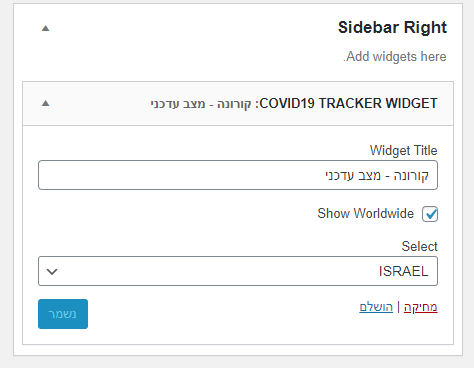 Sidebar Right
Add widgets here.
COVID19 TRACKER WIDGET: קורונה - מצב עדכני
Widget Title
קורונה - מצב עדכני
Show Worldwide
Select
ISRAEL
מחיקה | הושלם
נשמר